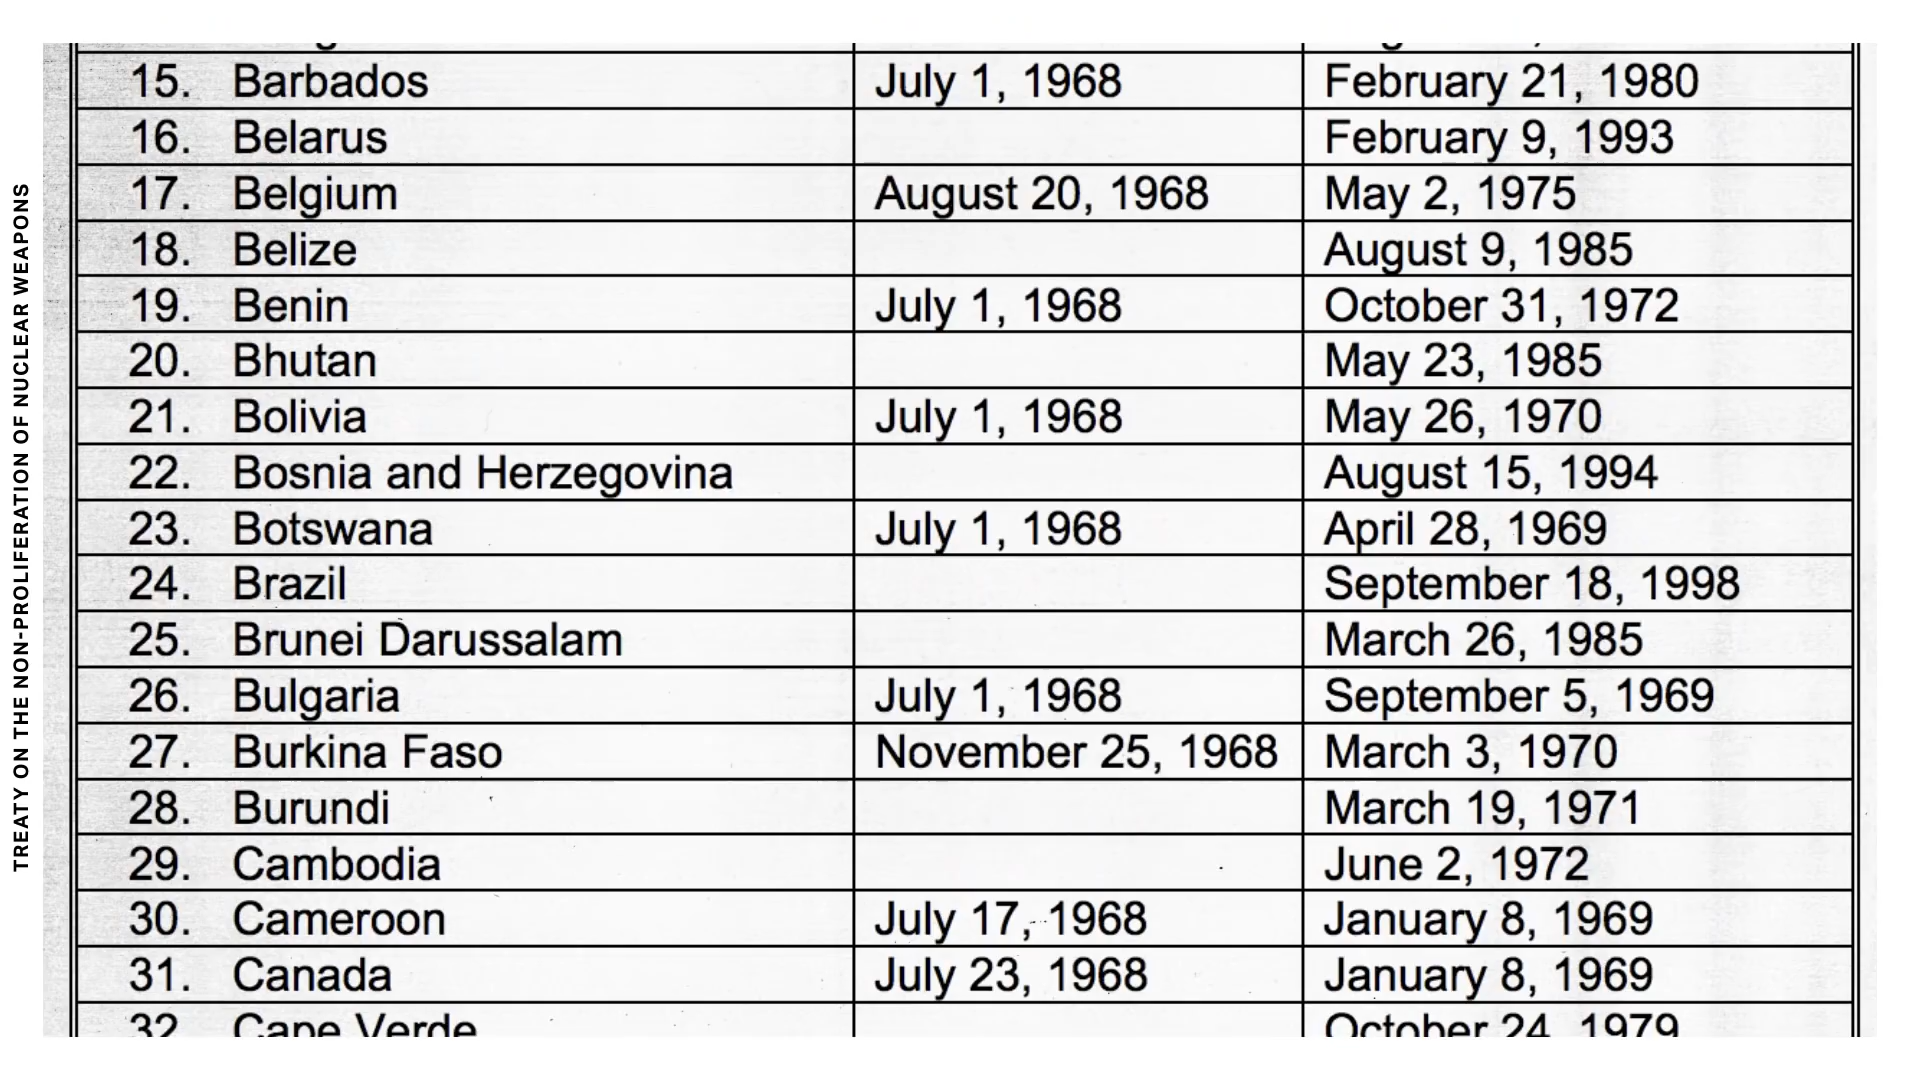 TREATY ON THE NON-PROLIFERATION OF NUCLEAR WEAPONS
15. Barbados July 1, 1968 February 21, 1980
16. Belarus February 9, 1993
17. Belgium August 20, 1968 May 2, 1975
18. Belize August 9, 1985
19. Benin July 1, 1968 October 31, 1972
20. Bhutan May 23, 1985
21. Bolivia July 1, 1968 May 26, 1970
22. Bosnia and Herzegovina August 15, 1994
23. Botswana July 1, 1968 April 28, 1969
24. Brazil September 18, 1998
25. Brunei Darussalam March 26, 1985
26. Bulgaria July 1, 1968 September 5, 1969
27. Burkina Faso November 25, 1968 March 3, 1970
28. Burundi March 19, 1971
29. Cambodia June 2, 1972
30. Cameroon July 17, 1968 January 8, 1969
31. Canada July 23, 1968 January 8, 1969
32 Cape Verde October 24, 1979